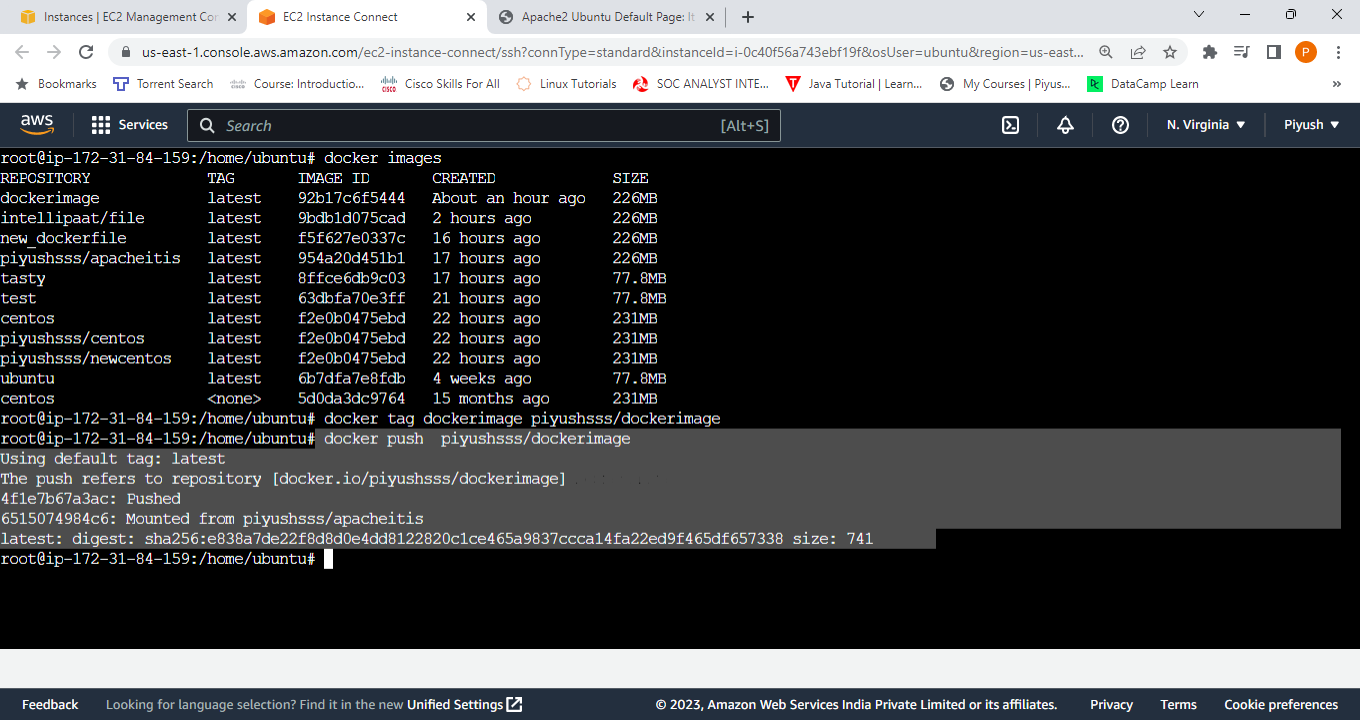 Instances | EC2 Management Con
EC2 Instance Connect
Apache2 Ubuntu Default Page: It
us-east-1.console.aws.amazon.com/ec2-instance-connect/ssh?connType=standard&instanceId=i-0c40f56a743ebf19f&osUser=ubuntu&region=us-east...
P
Bookmarks
Torrent Search
Course: Introductio...
Cisco Skills For All
Linux Tutorials
SOC ANALYST INTE...
Java Tutorial | Learn...
My Courses | Piyus...
DataCamp Learn
»
aws
Services
Search
[Alt+S]
N. Virginia
Piyush
root@ip-172-31-84-159:/home/ubuntu# docker images
REPOSITORY TAG IMAGE ID CREATED SIZE
dockerimage latest 92b17c6f5444 About an hour ago 226MB
intellipaat/file latest 9bdb1d075cad 2 hours ago 226MB
new_dockerfile latest f5f627e0337c 16 hours ago 226MB
piyushsss/apacheitis latest 954a20d451b1 17 hours ago 226MB
tasty latest 8ffce6db9c03 17 hours ago 77.8MB
test latest 63dbfa70e3ff 21 hours ago 77.8MB
centos latest f2e0b0475ebd 22 hours ago 231MB
piyushsss/centos latest f2e0b0475ebd 22 hours ago 231MB
piyushsss/newcentos latest f2e0b0475ebd 22 hours ago 231MB
ubuntu latest 6b7dfa7e8fdb 4 weeks ago 77.8MB
centos <none> 5d0da3dc9764 15 months ago 231MB
root@ip-172-31-84-159:/home/ubuntu# docker tag dockerimage piyushsss/dockerimage
root@ip-172-31-84-159:/home/ubuntu# docker push  piyushsss/dockerimage
Using default tag: latest
The push refers to repository [docker.io/piyushsss/dockerimage]
4f1e7b67a3ac: Pushed
6515074984c6: Mounted from piyushsss/apacheitis
latest: digest: sha256:e838a7de22f8d8d0e4dd8122820c1ce465a9837ccca14fa22ed9f465df657338 size: 741
root@ip-172-31-84-159:/home/ubuntu#
Feedback
Looking for language selection? Find it in the new Unified Settings
© 2023, Amazon Web Services India Private Limited or its affiliates.
Privacy
Terms
Cookie preferences